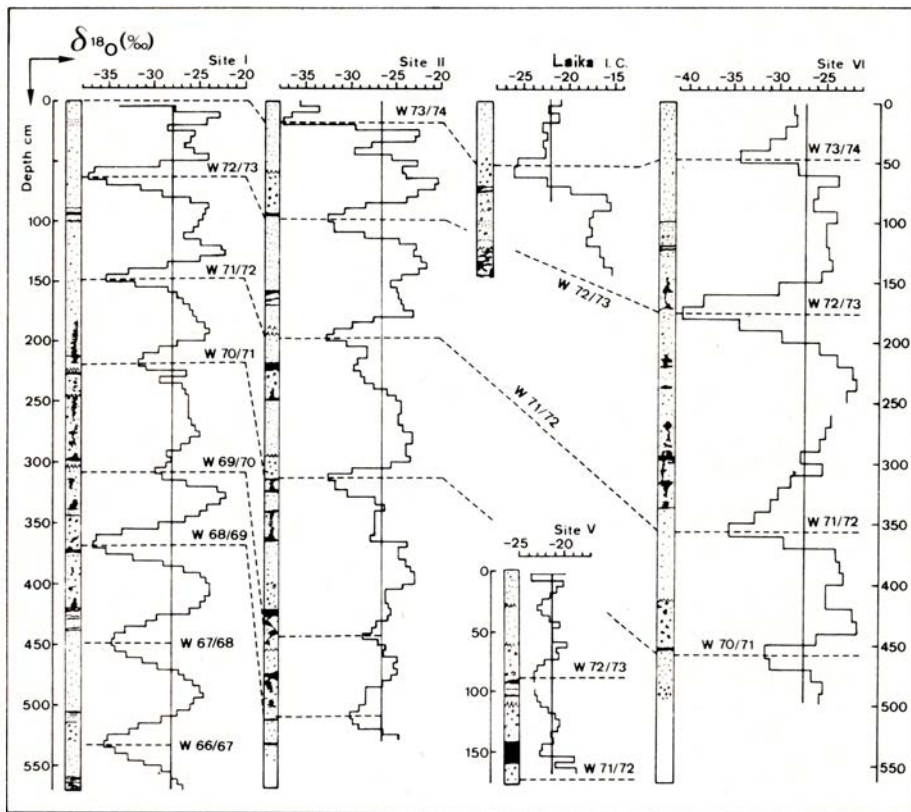 δ ¹⁸O (‰)
Site I
-35 -30 -25 -20
Site II
-35 -30 -25 -20
Laika I.C.
-25 -20 -15
Site VI
-40 -35 -30 -25
Depth cm
0
50
100
150
200
250
300
350
400
450
500
550
W 72/73
W 71/72
W 70/71
W 69/70
W 68/69
W 67/68
W 66/67
W 73/74
W 72/73
W 71/72
Site V
-25 -20
0
50
100
150
W 72/73
W 71/72
W 73/74
W 72/73
W 71/72
W 70/71
0
50
100
150
200
250
300
350
400
450
500
550